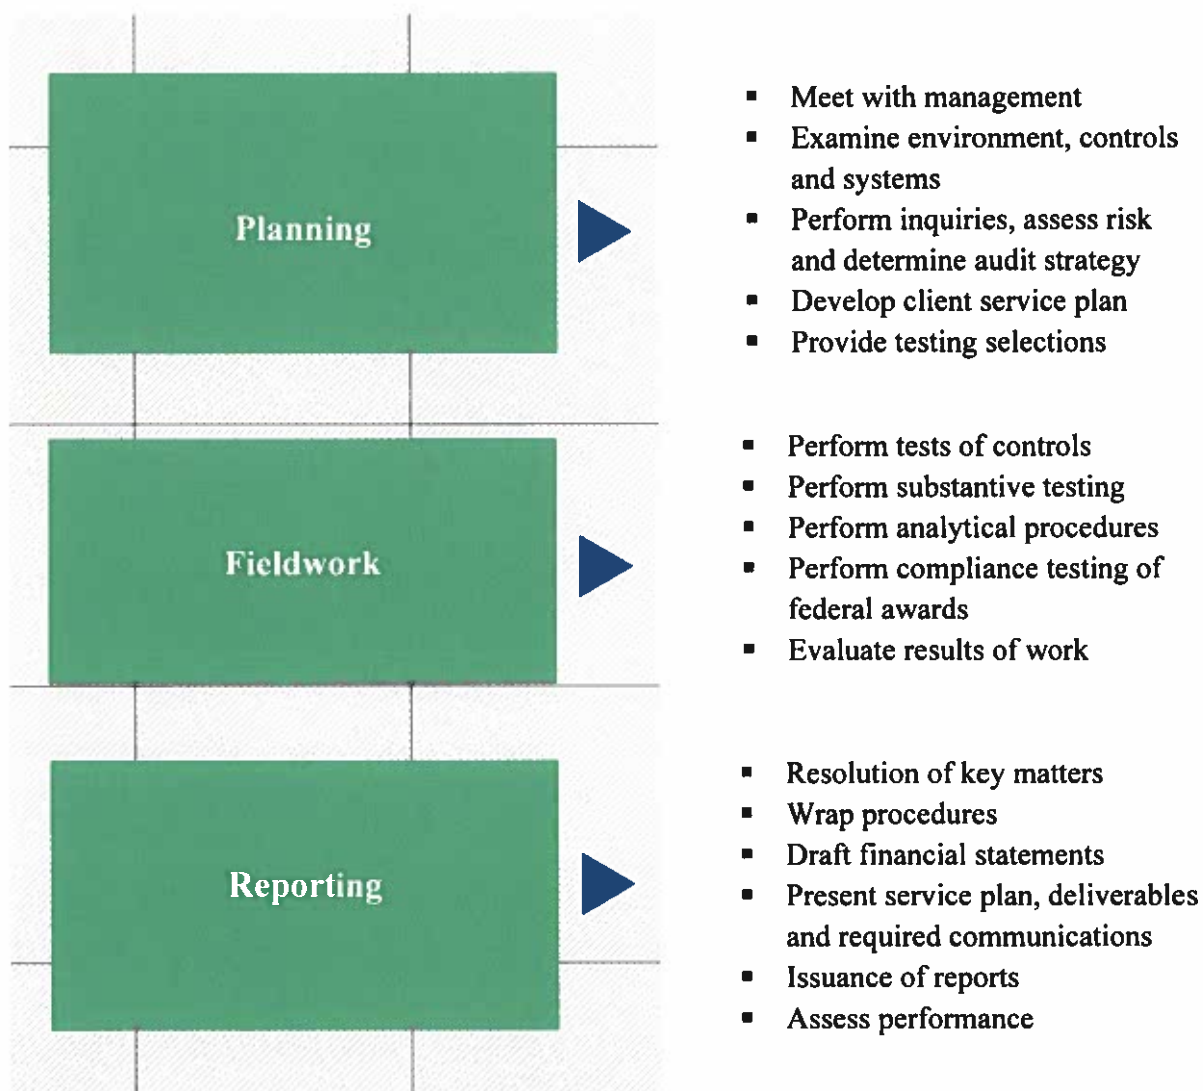 Planning
▪ Meet with management
▪ Examine environment, controls
and systems
▪ Perform inquiries, assess risk
and determine audit strategy
▪ Develop client service plan
▪ Provide testing selections
Fieldwork
▪ Perform tests of controls
▪ Perform substantive testing
▪ Perform analytical procedures
▪ Perform compliance testing of
federal awards
▪ Evaluate results of work
Reporting
▪ Resolution of key matters
▪ Wrap procedures
▪ Draft financial statements
▪ Present service plan, deliverables
and required communications
▪ Issuance of reports
▪ Assess performance